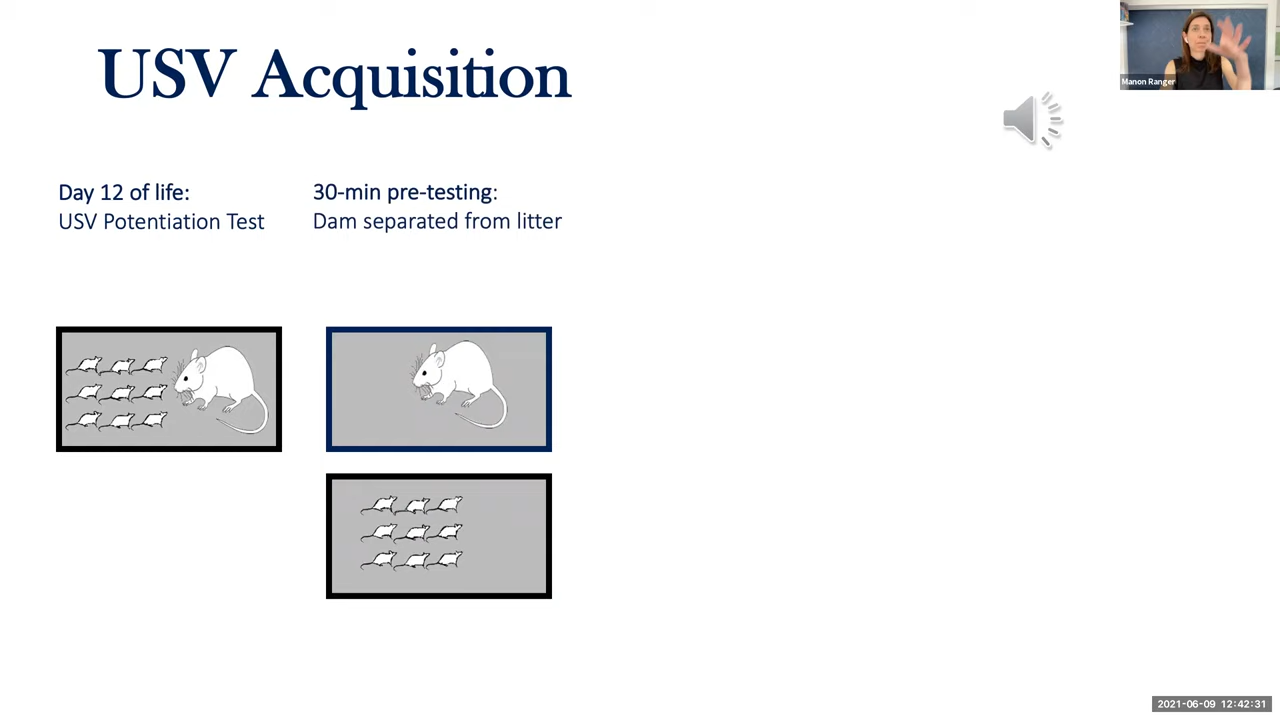 USV Acquisition
Manon Ranger
Day 12 of life:
USV Potentiation Test
30-min pre-testing:
Dam separated from litter
2021-06-09 12:42:31